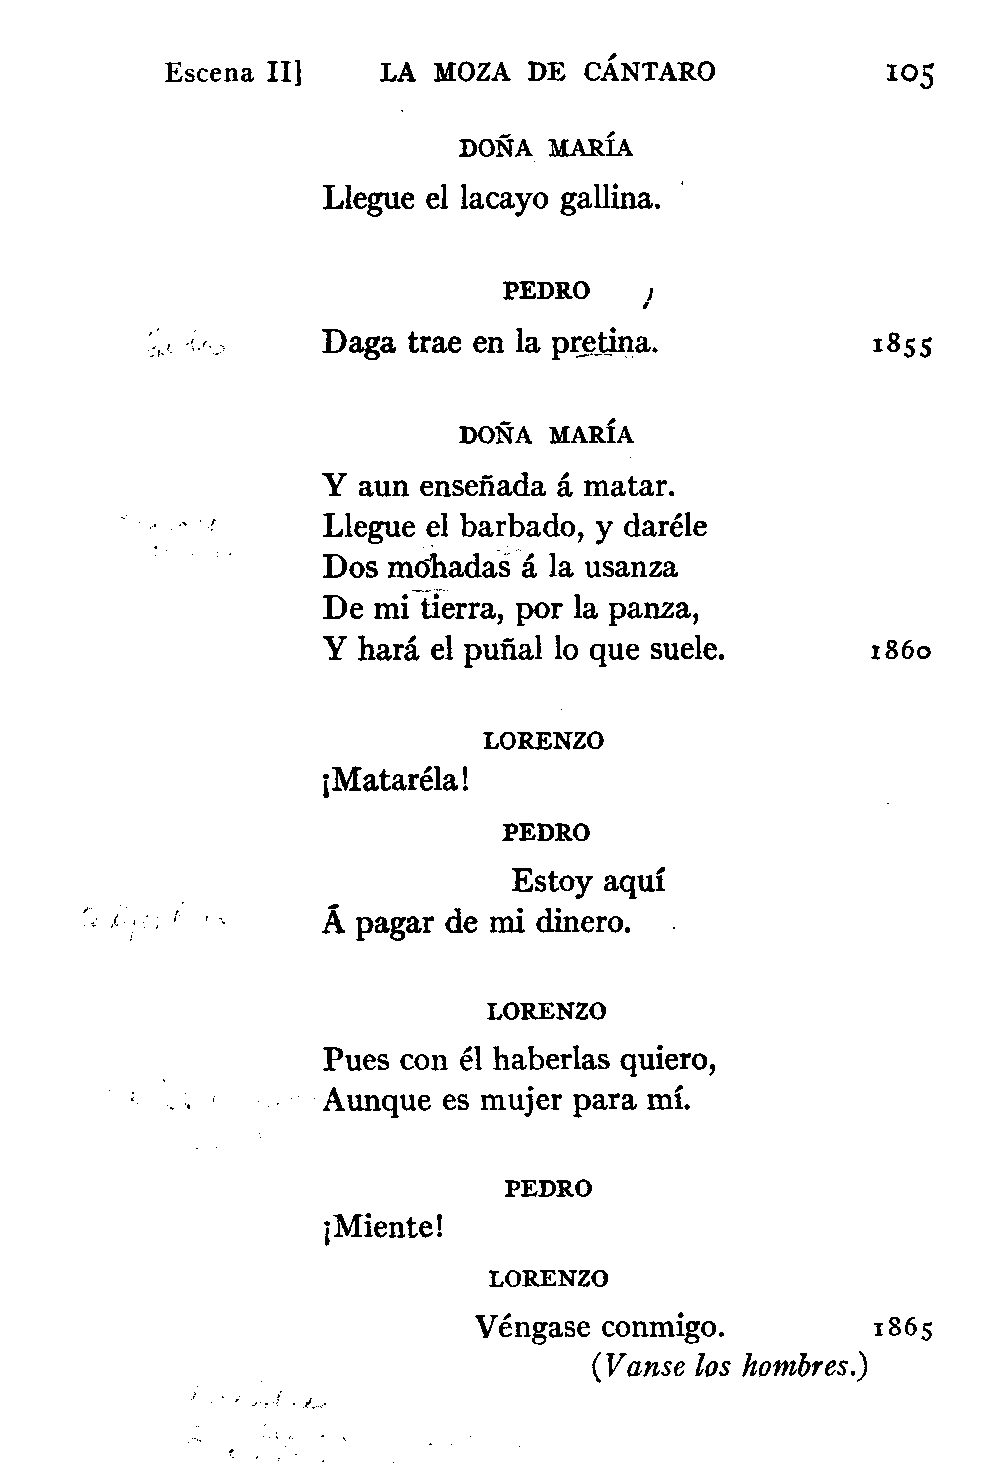 Escena II] LA MOZA DE CÁNTARO 105
DOÑA MARÍA
Llegue el lacayo gallina.
PEDRO
Daga trae en la pretina. 1855
DOÑA MARÍA
Y aun enseñada á matar.
Llegue el barbado, y daréle
Dos mohadas á la usanza
De mi tierra, por la panza,
Y hará el puñal lo que suele. 1860
LORENZO
¡Mataréla!
PEDRO
Estoy aquí
Á pagar de mi dinero.
LORENZO
Pues con él haberlas quiero,
Aunque es mujer para mí.
PEDRO
¡Miente!
LORENZO
Véngase conmigo. 1865
(Vanse los hombres.)